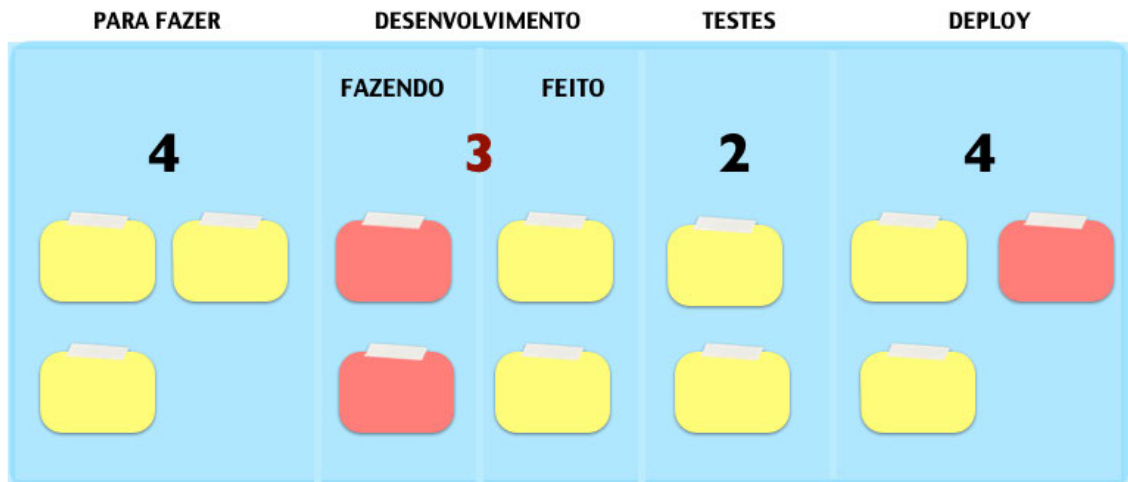 PARA FAZER DESENVOLVIMENTO TESTES DEPLOY
FAZENDO FEITO
4 3 2 4